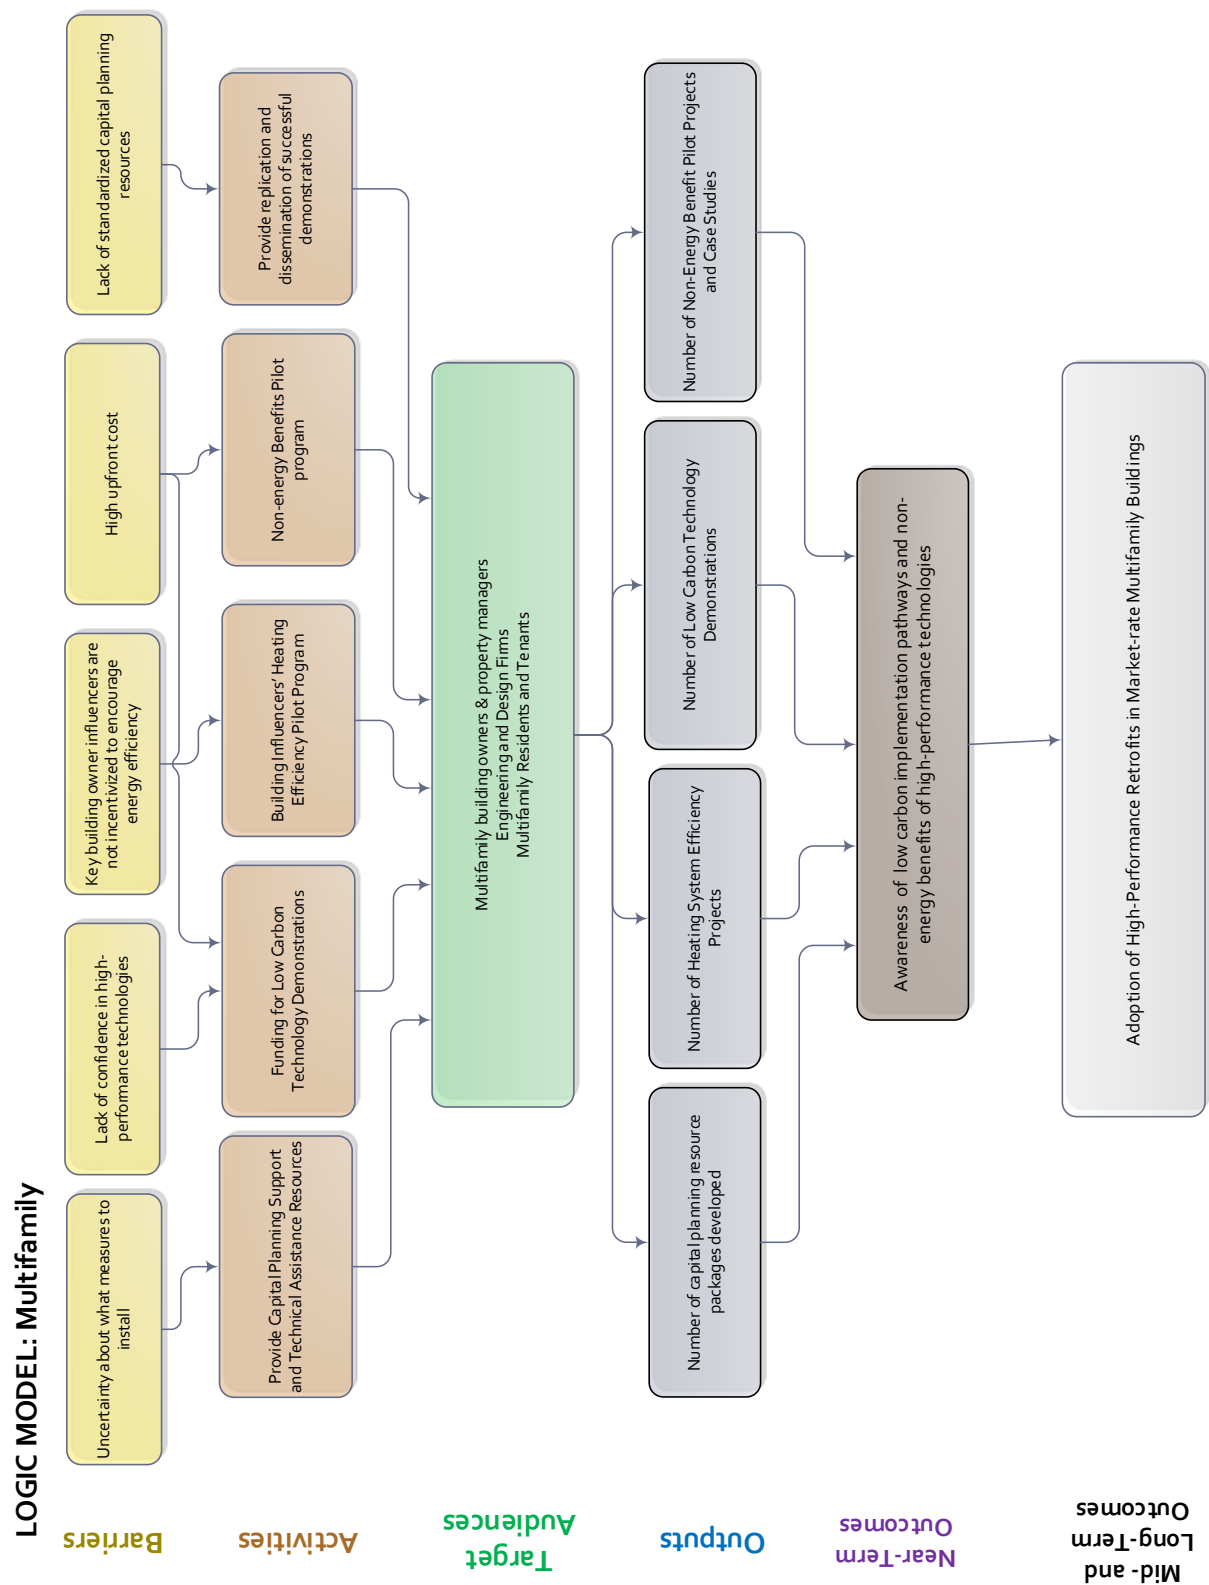 LOGIC MODEL: Multifamily
Barriers
Uncertainty about what measures to
install
Lack of confidence in high-
performance technologies
Key building owner influencers are
not incentivized to encourage
energy efficiency
High upfront cost
Lack of standardized capital planning
resources
Activities
Provide Capital Planning Support
and Technical Assistance Resources
Funding for Low Carbon
Technology Demonstrations
Building Influencers’ Heating
Efficiency Pilot Program
Non-energy Benefits Pilot
program
Provide replication and
dissemination of successful
demonstrations
Target
Audiences
Multifamily building owners & property managers
Engineering and Design Firms
Multifamily Residents and Tenants
Outputs
Number of capital planning resource
packages developed
Number of Heating System Efficiency
Projects
Number of Low Carbon Technology
Demonstrations
Number of Non-Energy Benefit Pilot Projects
and Case Studies
Near-Term
Outcomes
Awareness of low carbon implementation pathways and non-
energy benefits of high-performance technologies
Mid- and
Long-Term
Outcomes
Adoption of High-Performance Retrofits in Market-rate Multifamily Buildings